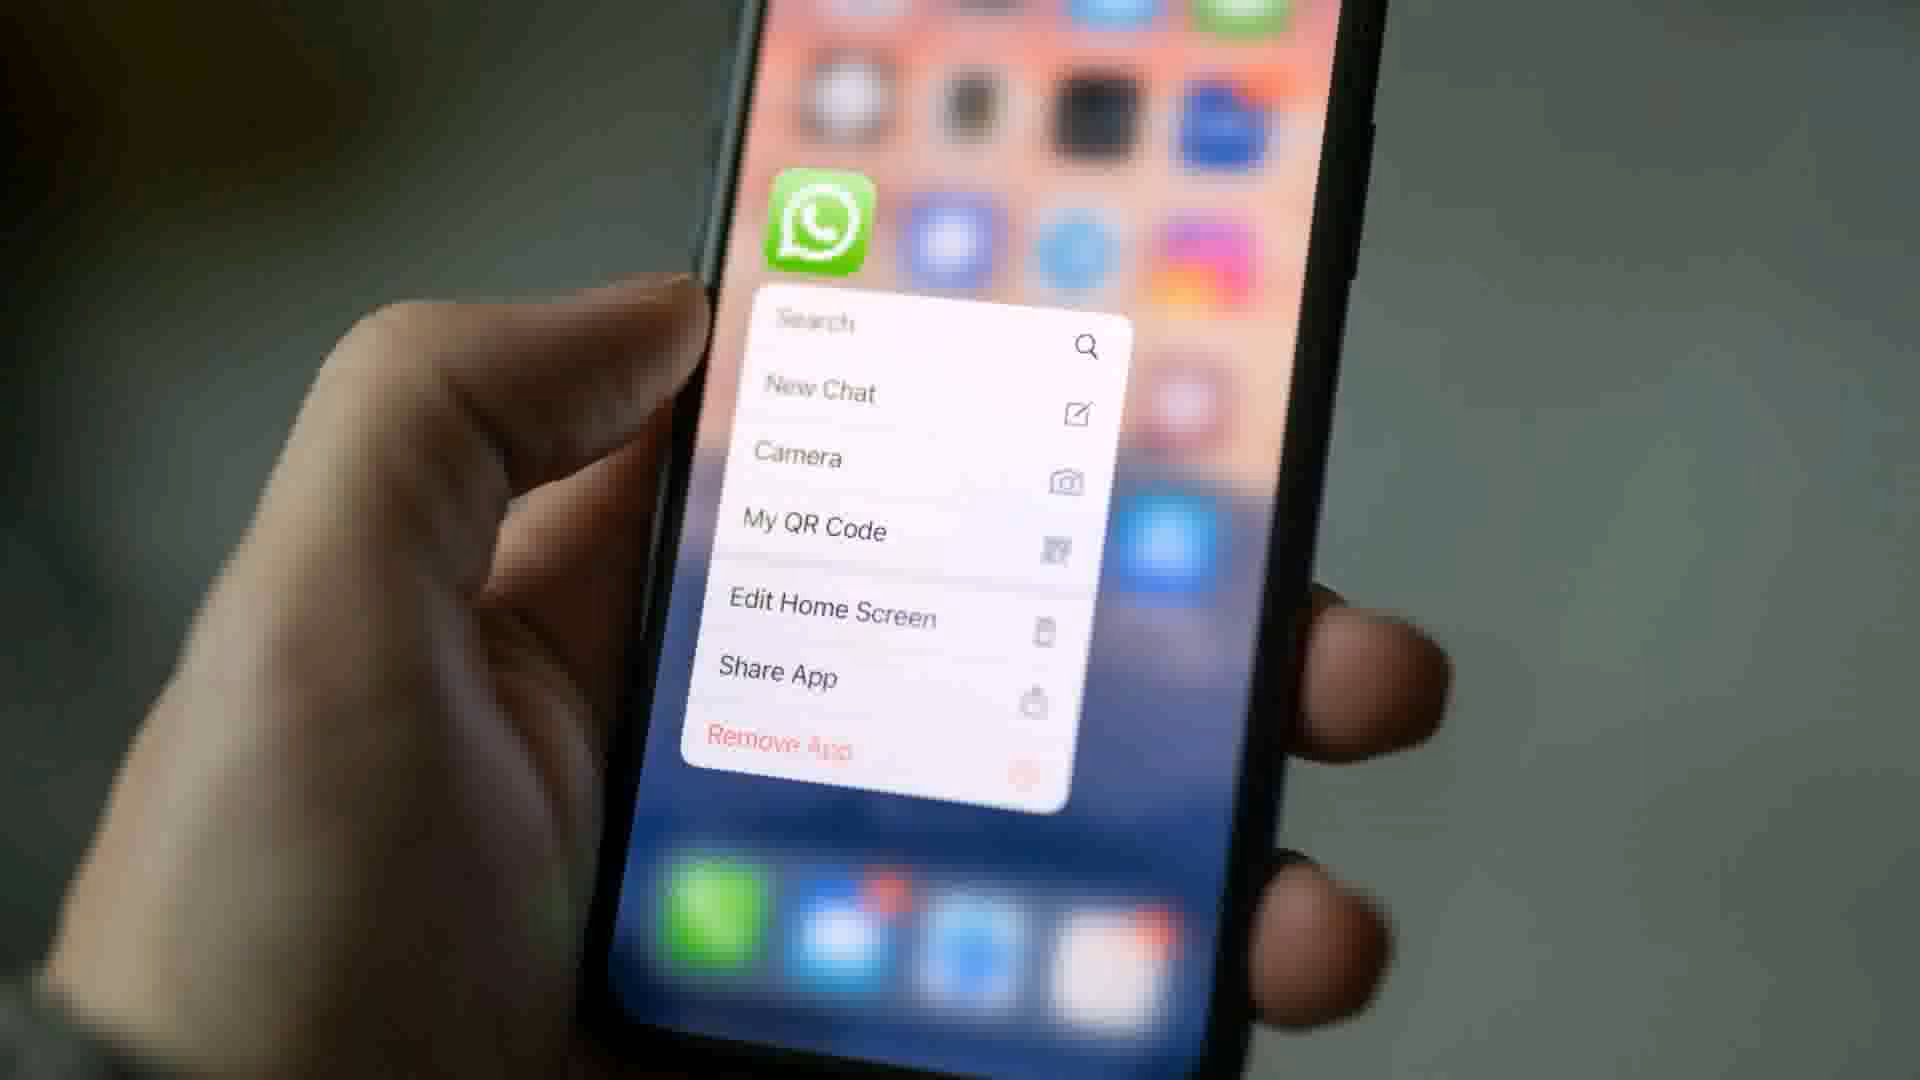 Search
New Chat
Camera
My QR Code
Edit Home Screen
Share App
Remove App